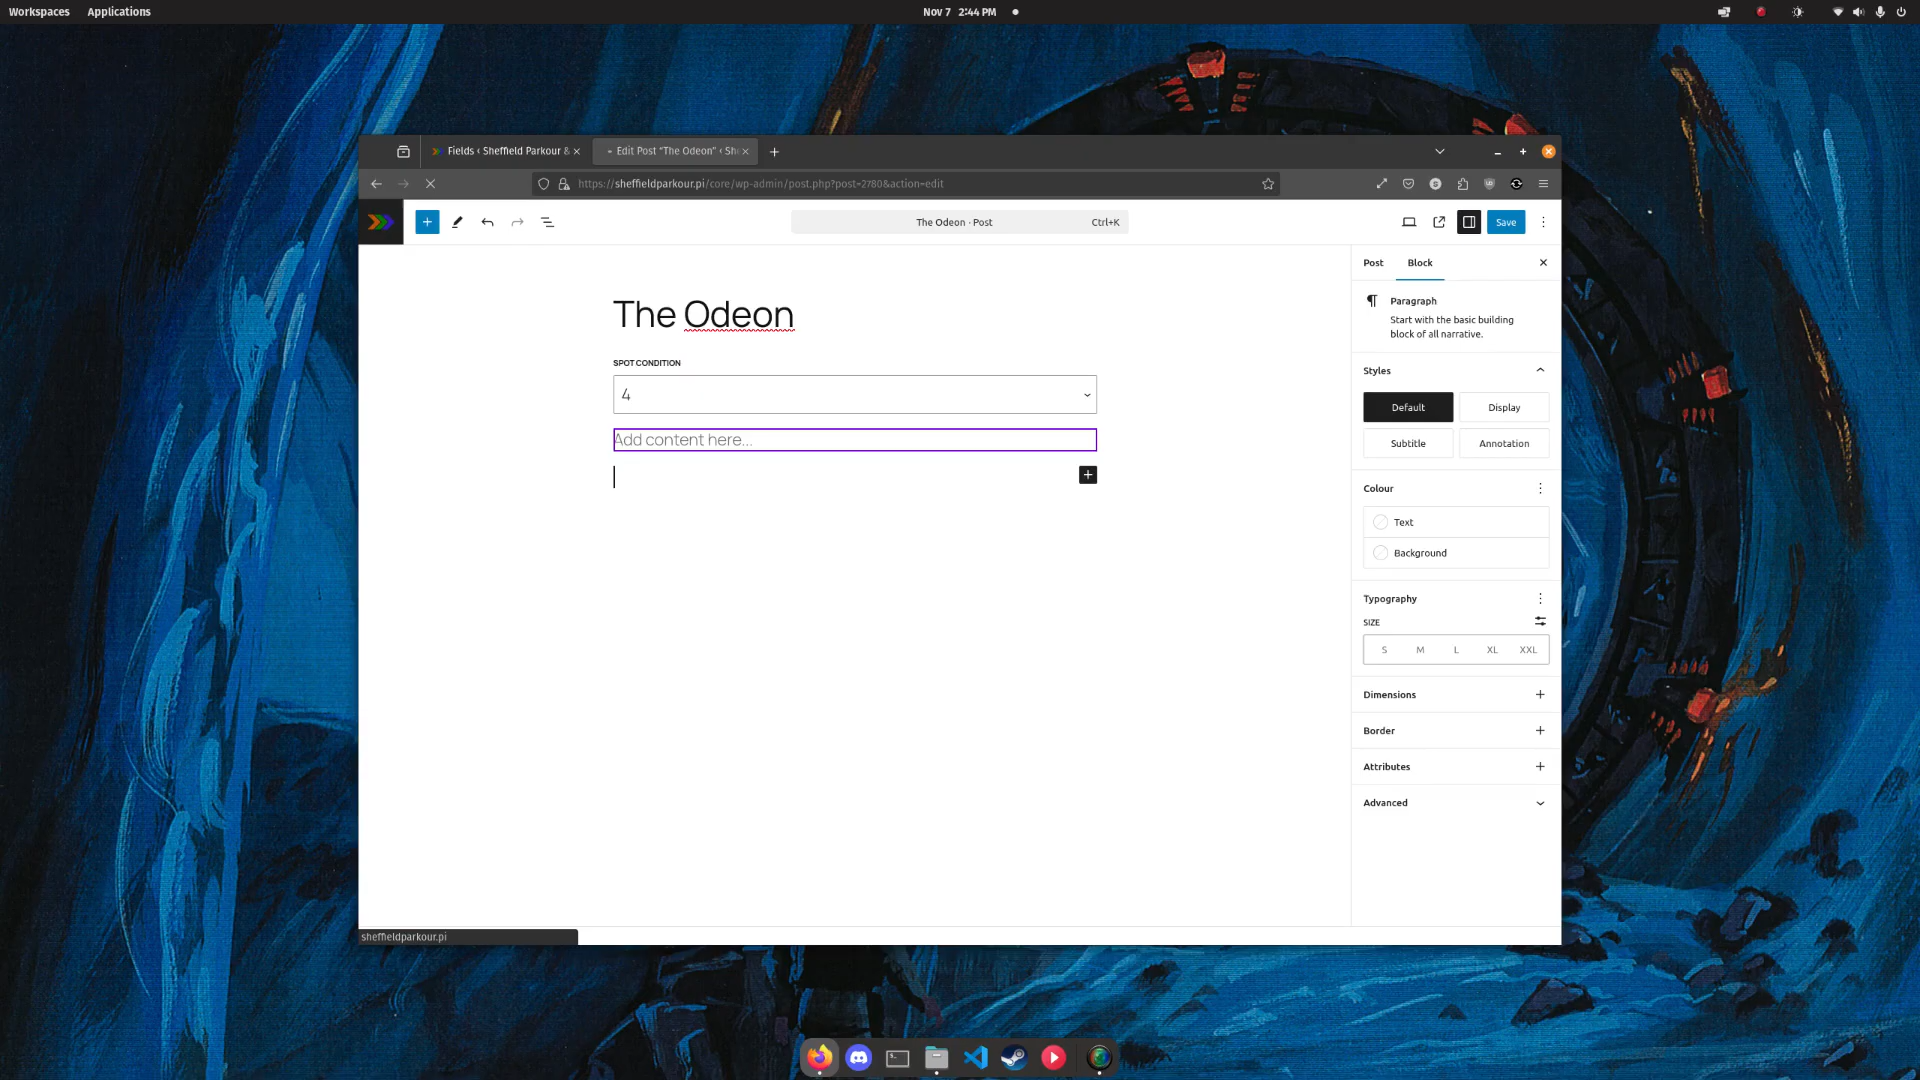 Workspaces Applications Nov 7 2:44 PM
Fields ‹ Sheffield Parkour & Edit Post “The Odeon” ‹ She
https://sheffieldparkour.pi/core/wp-admin/post.php?post=2780&action=edit
The Odeon · Post Ctrl+K Save
Post Block
The Odeon
Paragraph
Start with the basic building
block of all narrative.
SPOT CONDITION
4
Add content here...
Styles
Default Display
Subtitle Annotation
Colour
Text
Background
Typography
SIZE
S M L XL XXL
Dimensions
Border
Attributes
Advanced
sheffieldparkour.pi